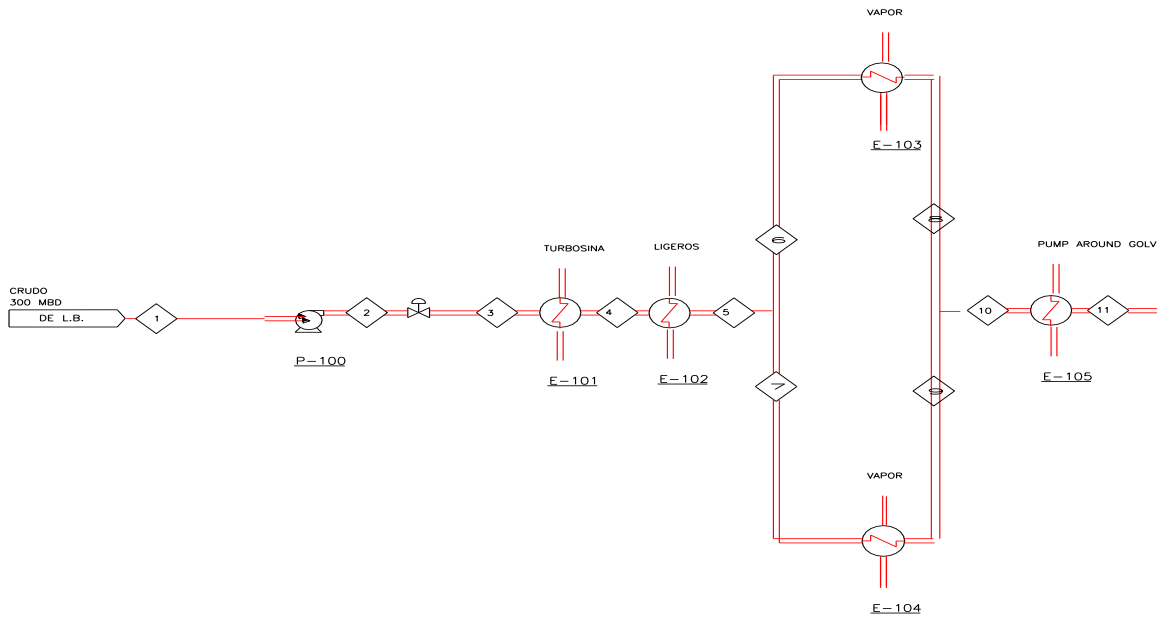 VAPOR
E-103
6
8
TURBOSINA
LIGEROS
PUMP AROUND GOLV
CRUDO
300 MBD
DE L.B.
1
2
3
4
5
10
11
P-100
E-101
E-102
E-105
7
9
VAPOR
E-104